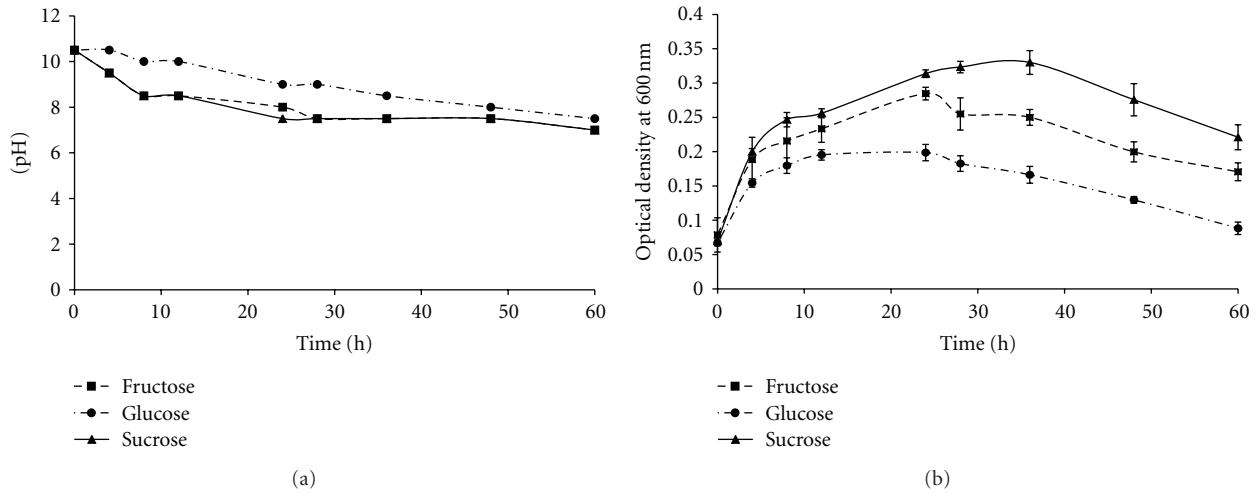 12
10
8
6
4
2
0
(pH)
0 10 20 30 40 50 60
Time (h)
Fructose
Glucose
Sucrose
(a)
0.4
0.35
0.3
0.25
0.2
0.15
0.1
0.05
0
Optical density at 600 nm
0 10 20 30 40 50 60
Time (h)
Fructose
Glucose
Sucrose
(b)